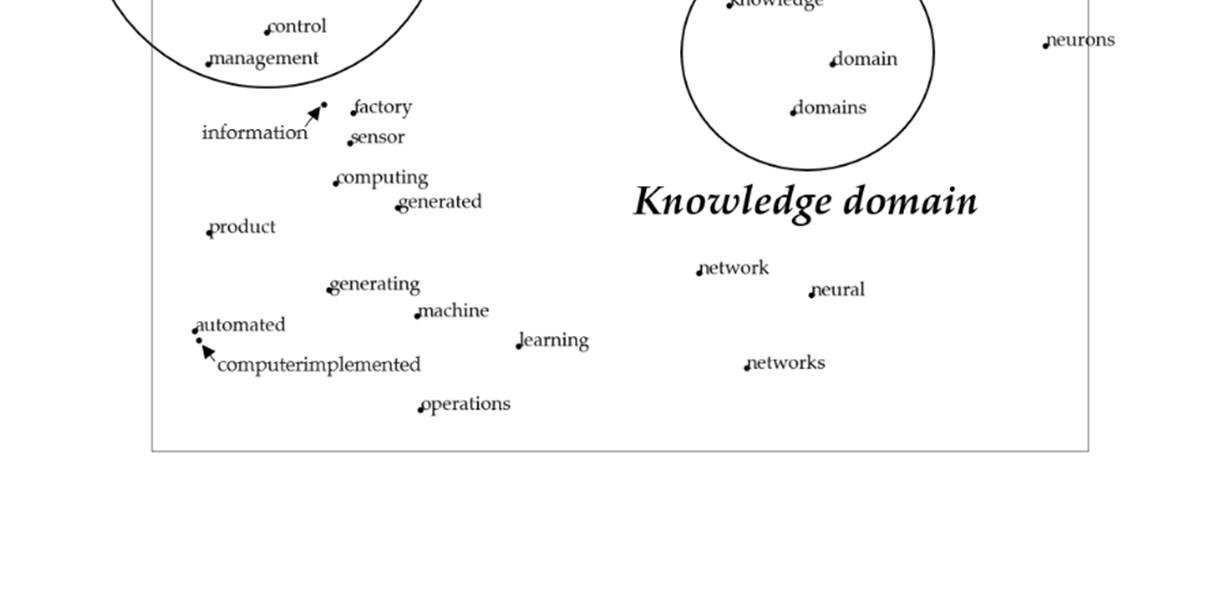 knowledge
control
neurons
management
domain
factory
domains
information
sensor
computing
generated
Knowledge domain
product
network
generating
neural
machine
automated
learning
computerimplemented
networks
operations